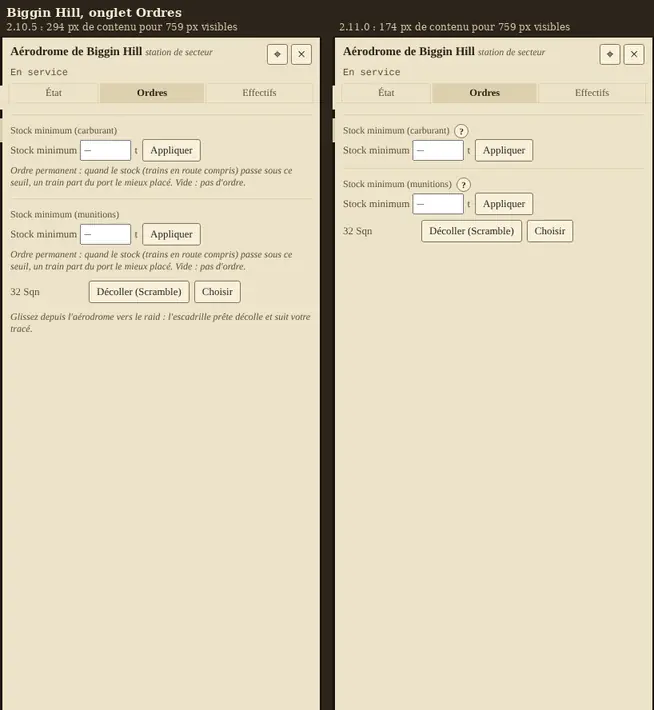 Biggin Hill, onglet Ordres
2.10.5 : 294 px de contenu pour 759 px visibles
Aérodrome de Biggin Hill station de secteur
⌖ ×
En service
État Ordres Effectifs
Stock minimum (carburant)
Stock minimum — t Appliquer
Ordre permanent : quand le stock (trains en route compris) passe sous ce
seuil, un train part du port le mieux placé. Vide : pas d'ordre.
Stock minimum (munitions)
Stock minimum — t Appliquer
Ordre permanent : quand le stock (trains en route compris) passe sous ce
seuil, un train part du port le mieux placé. Vide : pas d'ordre.
32 Sqn Décoller (Scramble) Choisir
Glissez depuis l'aérodrome vers le raid : l'escadrille prête décolle et suit votre
tracé.
2.11.0 : 174 px de contenu pour 759 px visibles
Aérodrome de Biggin Hill station de secteur
⌖ ×
En service
État Ordres Effectifs
Stock minimum (carburant) ?
Stock minimum — t Appliquer
Stock minimum (munitions) ?
Stock minimum — t Appliquer
32 Sqn Décoller (Scramble) Choisir